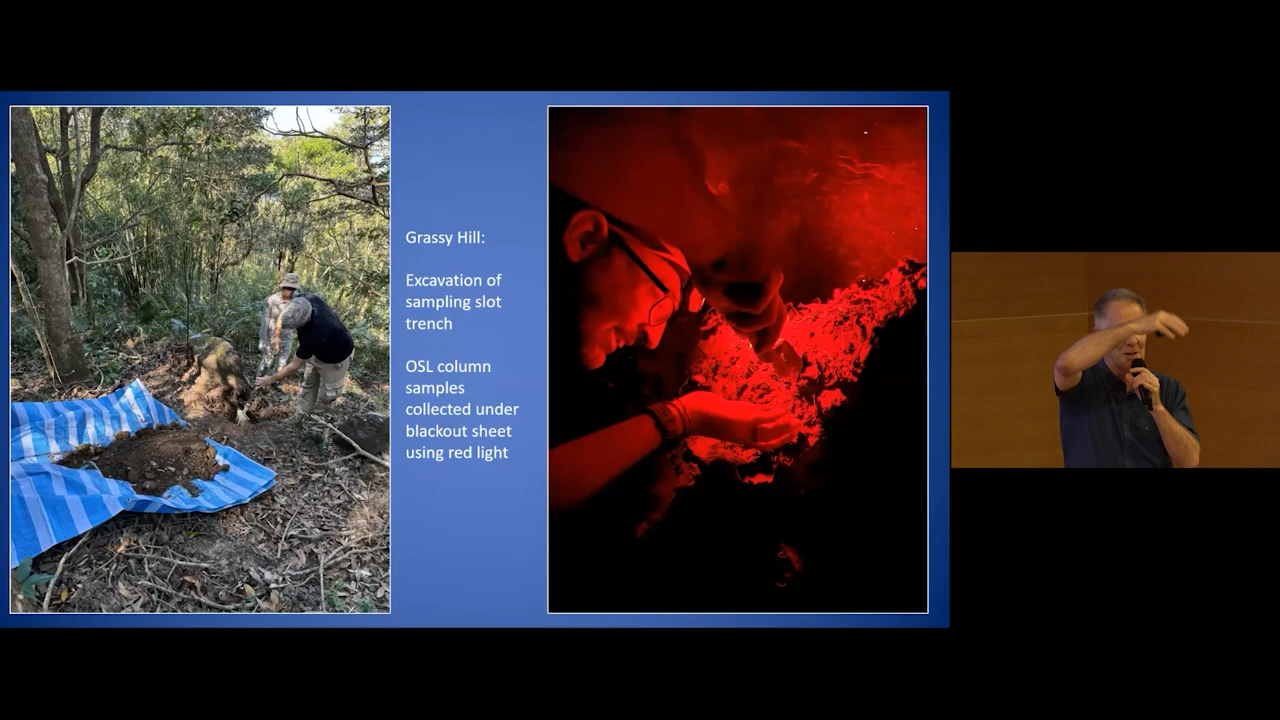 Grassy Hill:
Excavation of
sampling slot
trench
OSL column
samples
collected under
blackout sheet
using red light